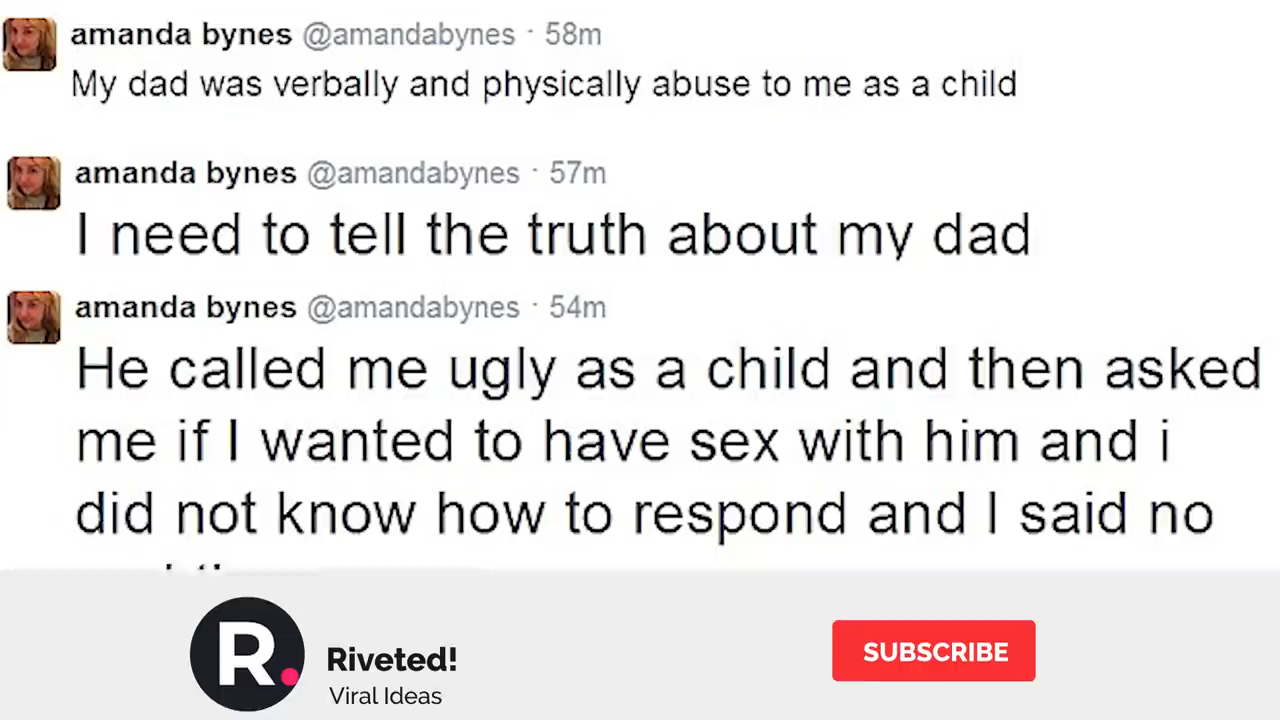 amanda bynes @amandabynes · 58m
My dad was verbally and physically abuse to me as a child
amanda bynes @amandabynes · 57m
I need to tell the truth about my dad
amanda bynes @amandabynes · 54m
He called me ugly as a child and then asked
me if I wanted to have sex with him and i
did not know how to respond and I said no
R.
Riveted!
Viral Ideas
SUBSCRIBE